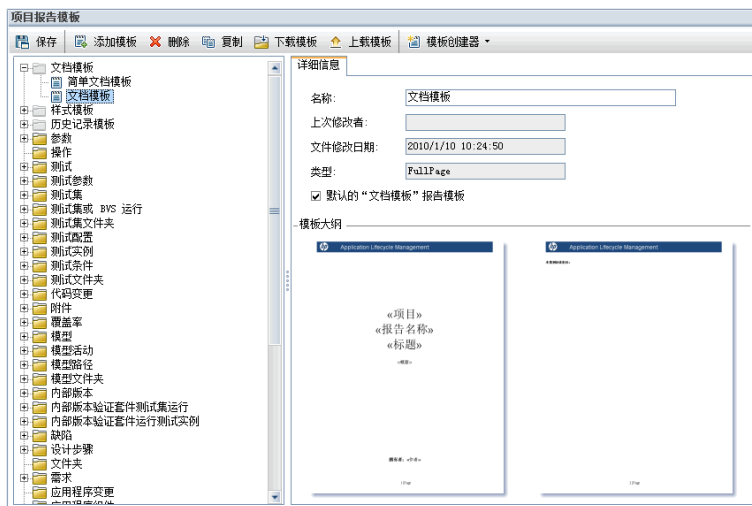 项目报告模板
保存 添加模板 删除 复制 下载模板 上载模板 模板创建器
文档模板
简单文档模板
文档模板
样式模板
历史记录模板
参数
操作
测试
测试参数
测试集
测试集或 BVS 运行
测试集文件夹
测试配置
测试实例
测试条件
测试文件夹
代码变更
附件
覆盖率
模型
模型活动
模型路径
模型文件夹
内部版本
内部版本验证套件测试集运行
内部版本验证套件运行测试实例
缺陷
设计步骤
文件夹
需求
应用程序变更
详细信息
名称: 文档模板
上次修改者:
文件修改日期: 2010/1/10 10:24:50
类型: FullPage
默认的“文档模板”报告模板
模板大纲
hp Application Lifecycle Management
«项目»
«报告名称»
«标题»
hp Application Lifecycle Management